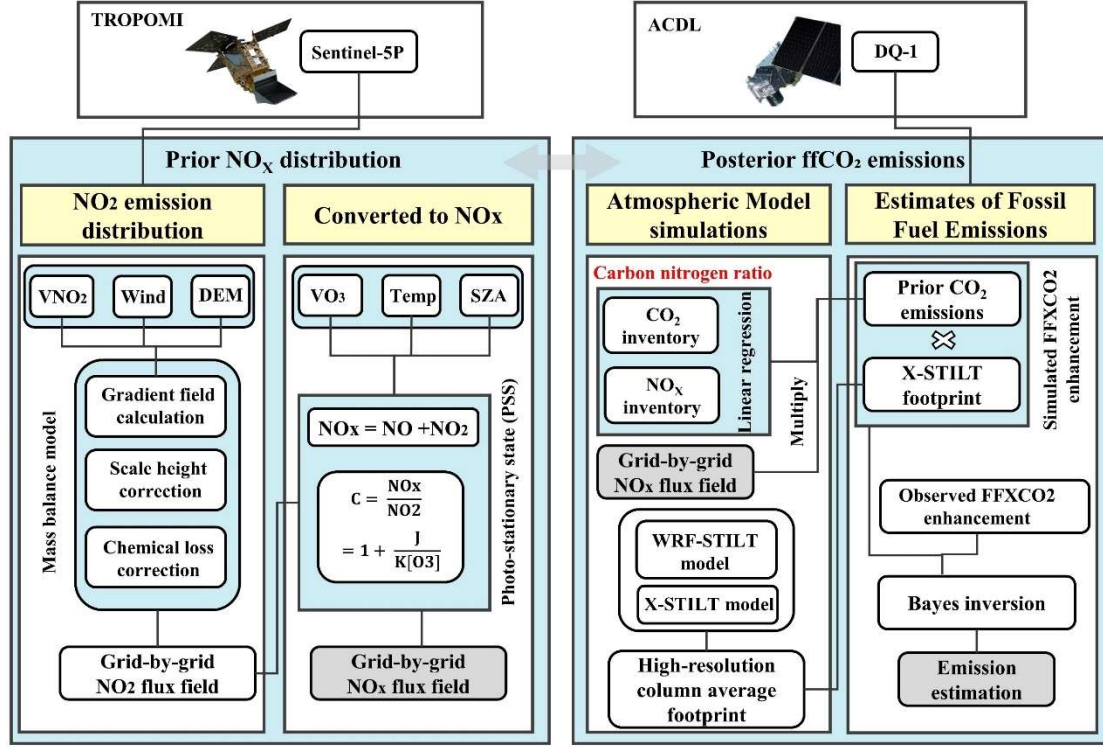 TROPOMI
Sentinel-5P
ACDL
DQ-1
Prior NOX distribution
NO2 emission
distribution
Converted to NOx
VNO2
Wind
DEM
Mass balance model
Gradient field
calculation
Scale height
correction
Chemical loss
correction
Grid-by-grid
NO2 flux field
VO3
Temp
SZA
NOx = NO +NO2
C = NOx / NO2
= 1 + J / K[O3]
Photo-stationary state (PSS)
Grid-by-grid
NOx flux field
Posterior ffCO2 emissions
Atmospheric Model
simulations
Estimates of Fossil
Fuel Emissions
Carbon nitrogen ratio
CO2
inventory
NOX
inventory
Linear regression
Multiply
Grid-by-grid
NOx flux field
WRF-STILT
model
X-STILT model
High-resolution
column average
footprint
Prior CO2
emissions
X-STILT
footprint
Simulated FFXCO2
enhancement
Observed FFXCO2
enhancement
Bayes inversion
Emission
estimation